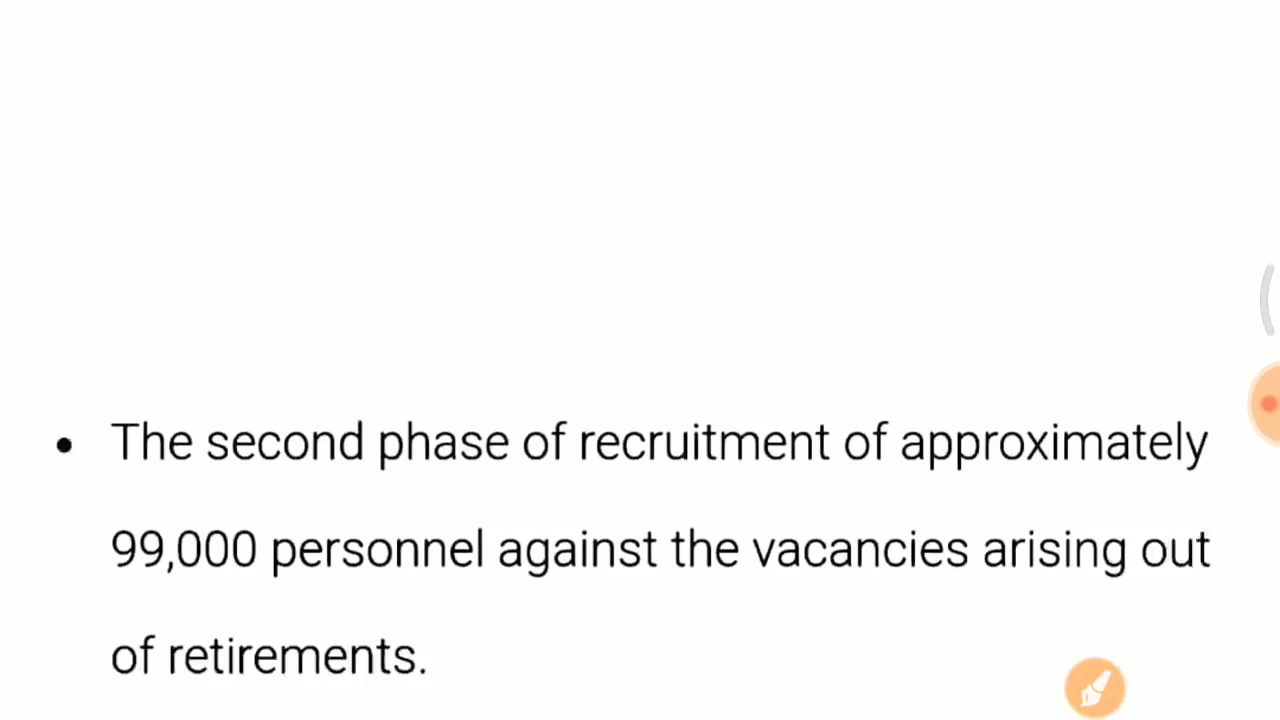 • The second phase of recruitment of approximately
99,000 personnel against the vacancies arising out
of retirements.